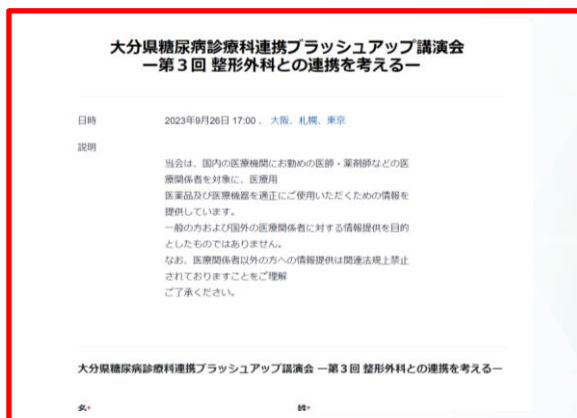 大分県糖尿病診療科連携ブラッシュアップ講演会
ー第３回 整形外科との連携を考えるー
日時 2023年9月26日 17:00 、 大阪、札幌、東京
説明
当会は、国内の医療機関にお勤めの医師・薬剤師などの医
療関係者を対象に、医療用
医薬品及び医療機器を適正にご使用いただくための情報を
提供しています。
一般の方および国外の医療関係者に対する情報提供を目的
としたものではありません。
なお、医療関係者以外の方への情報提供は関連法規上禁止
されておりますことをご理解
ご了承ください。
大分県糖尿病診療科連携ブラッシュアップ講演会 ー第３回 整形外科との連携を考えるー
名* 姓*